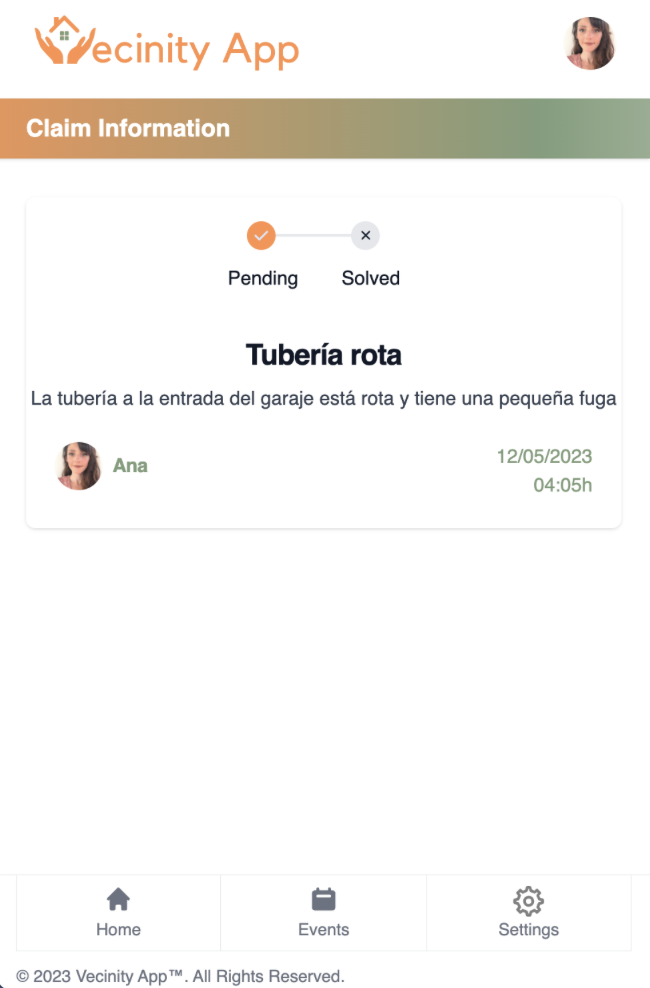 Vecinity App
Claim Information
Pending Solved
Tubería rota
La tubería a la entrada del garaje está rota y tiene una pequeña fuga
Ana
12/05/2023
04:05h
Home Events Settings
© 2023 Vecinity App™. All Rights Reserved.